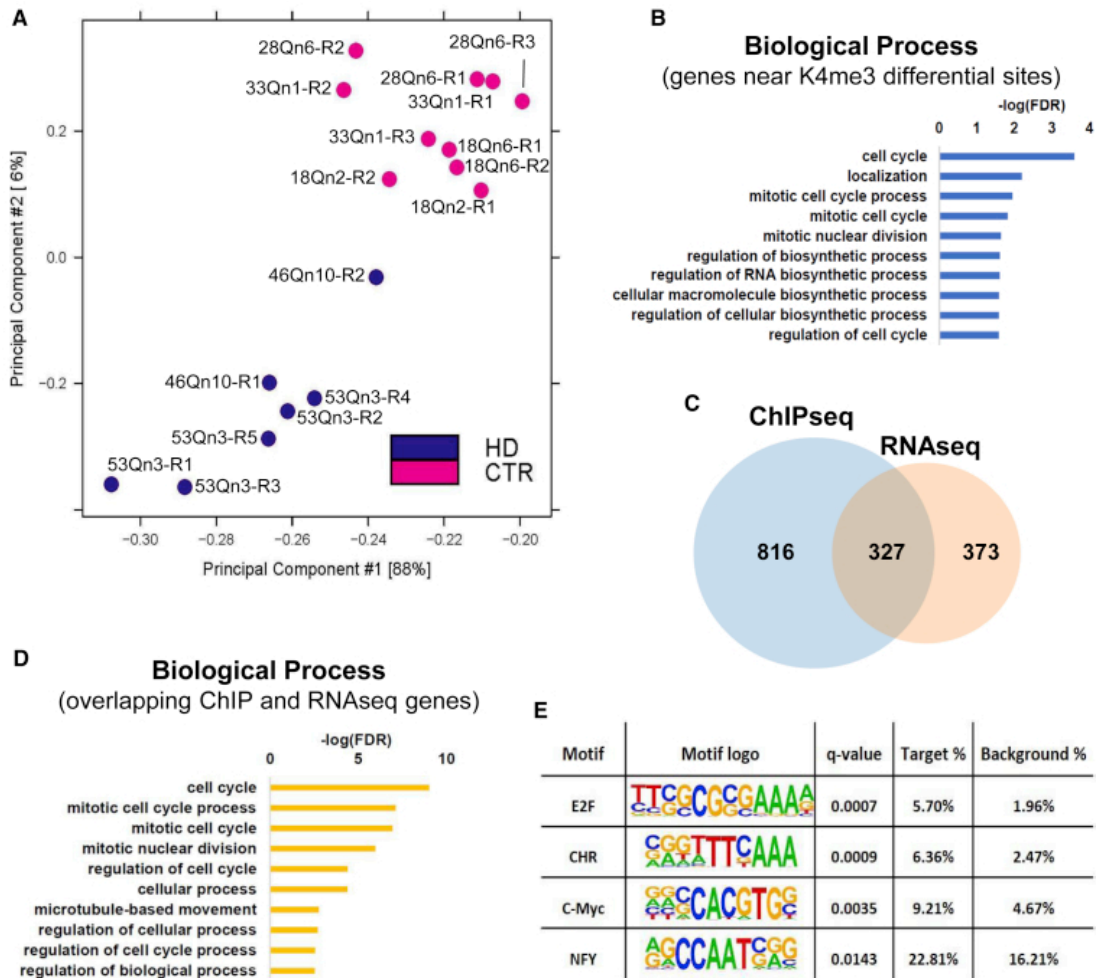 A
28Qn6-R2
28Qn6-R3
33Qn1-R2
28Qn6-R1
33Qn1-R1
33Qn1-R3
18Qn6-R1
18Qn6-R2
18Qn2-R2
18Qn2-R1
46Qn10-R2
46Qn10-R1
53Qn3-R4
53Qn3-R2
53Qn3-R5
53Qn3-R1
53Qn3-R3
HD
CTR
0.2
0.0
−0.2
Principal Component #2 [ 6%]
−0.30 −0.28 −0.26 −0.24 −0.22 −0.20
Principal Component #1 [88%]
B
Biological Process
(genes near K4me3 differential sites)
-log(FDR)
0 1 2 3 4
cell cycle
localization
mitotic cell cycle process
mitotic cell cycle
mitotic nuclear division
regulation of biosynthetic process
regulation of RNA biosynthetic process
cellular macromolecule biosynthetic process
regulation of cellular biosynthetic process
regulation of cell cycle
C
ChIPseq
RNAseq
816 327 373
D
Biological Process
(overlapping ChIP and RNAseq genes)
-log(FDR)
0 5 10
cell cycle
mitotic cell cycle process
mitotic cell cycle
mitotic nuclear division
regulation of cell cycle
cellular process
microtubule-based movement
regulation of cellular process
regulation of cell cycle process
regulation of biological process
E
Motif Motif logo q-value Target % Background %
E2F TTCGCGCGAAAA 0.0007 5.70% 1.96%
CHR CGGTTTCAAA 0.0009 6.36% 2.47%
C-Myc GGCCACGTGG 0.0035 9.21% 4.67%
NFY AGCCAATCGG 0.0143 22.81% 16.21%